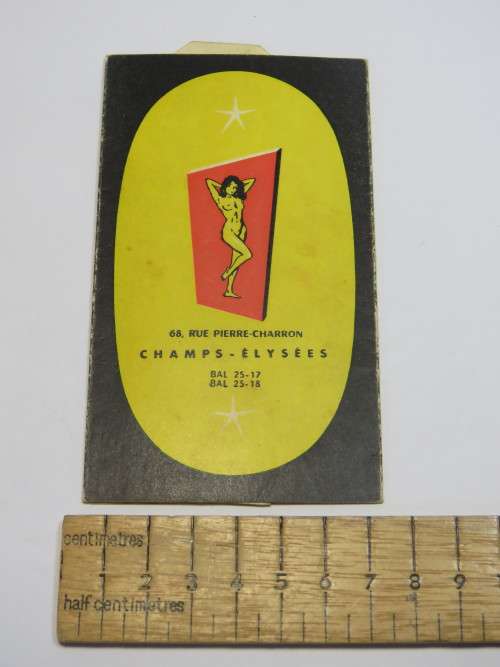 68, RUE PIERRE-CHARRON
CHAMPS-ÉLYSÉES
BAL 25-17
BAL 25-18
centimetres
1 2 3 4 5 6 7 8 9
half centimetres